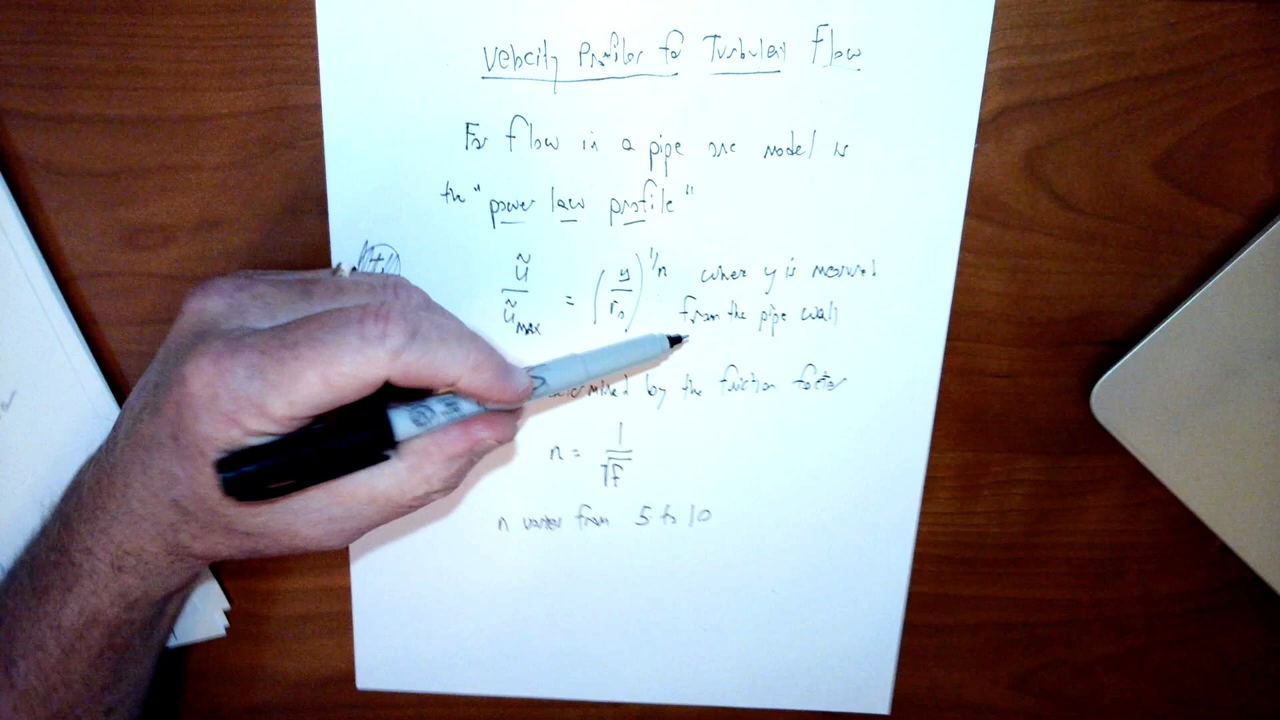 Velocity Profiles for Turbulent Flow
For flow in a pipe one model is
the "power law profile"
ũ / ũ_MAX = (y / r₀)^1/n where y is measured
from the pipe wall
determined by the friction factor
n = 1 / √f
n varies from 5 to 10